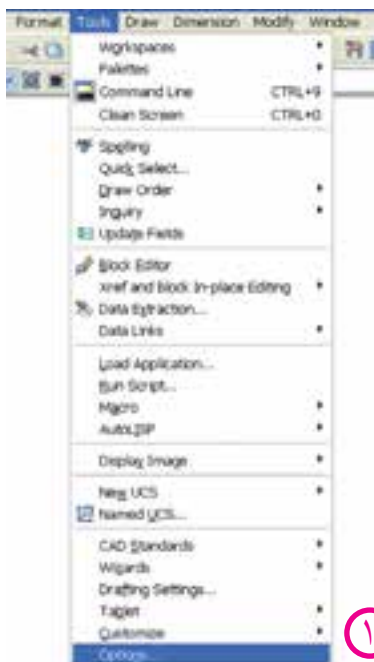 Format Tools Draw Dimension Modify Window
Workspaces
Palettes
Command Line CTRL+9
Clean Screen CTRL+0
Spelling
Quick Select...
Draw Order
Inquiry
Update Fields
Block Editor
Xref and Block In-place Editing
Data Extraction...
Data Links
Load Application...
Run Script...
Macro
AutoLISP
Display Image
New UCS
Named UCS...
CAD Standards
Wizards
Drafting Settings...
Tablet
Customize
Options...
۱